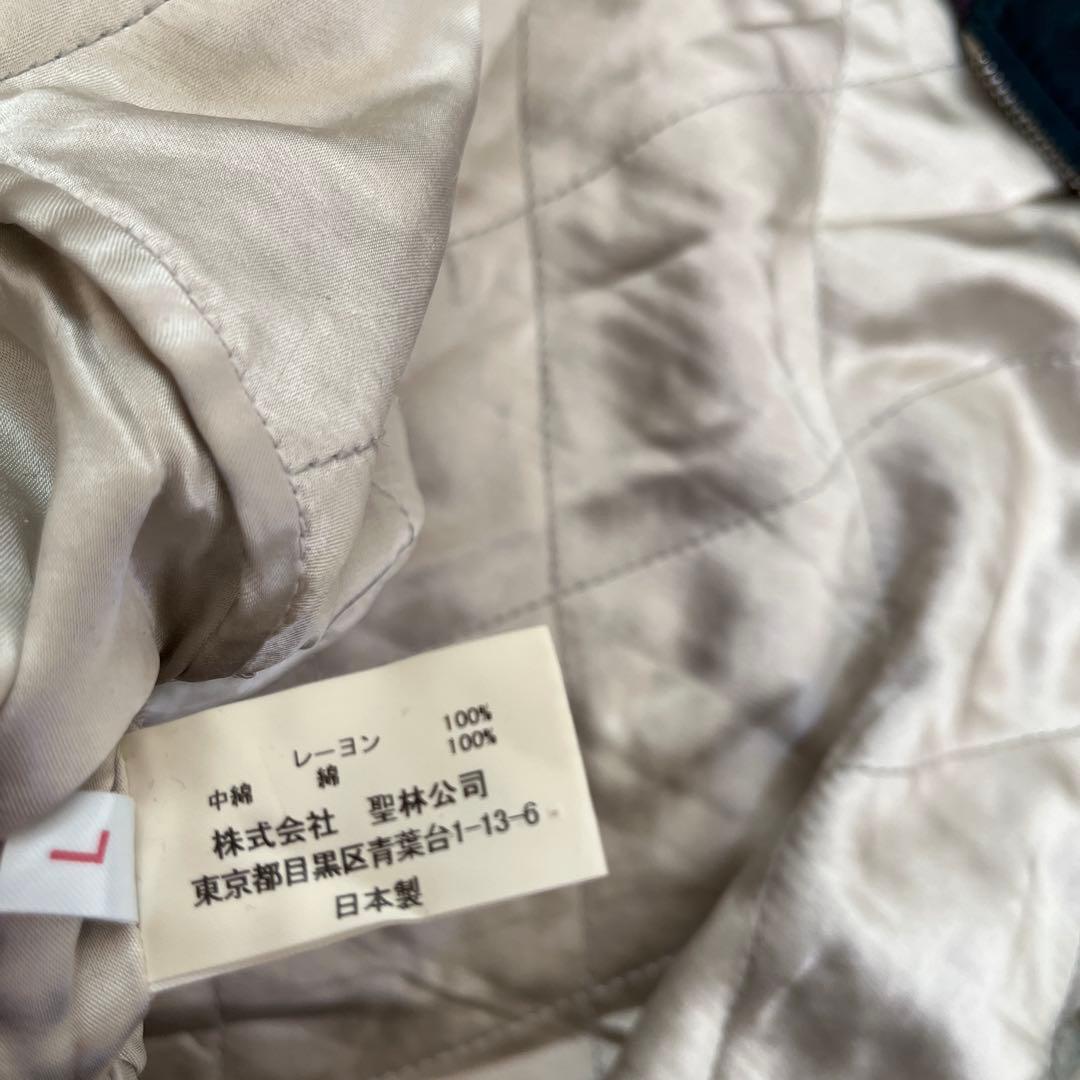 レーヨン 100%
中綿 綿 100%
株式会社 聖林公司
東京都目黒区青葉台1-13-6
日本製
L